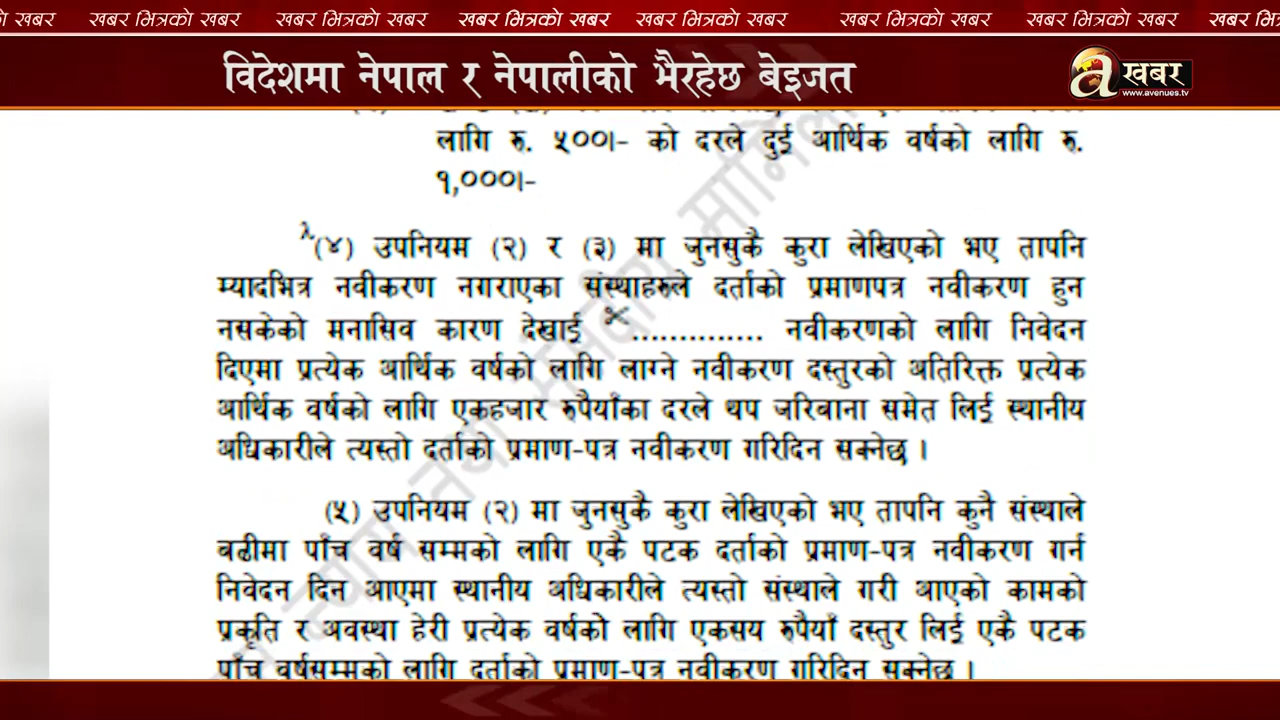 खबर भित्रको खबर खबर भित्रको खबर खबर भित्रको खबर खबर भित्रको खबर खबर भित्रको खबर
विदेशमा नेपाल र नेपालीको भैरहेछ बेइजत
a खबर
www.avenues.tv
लागि रु. ५००।- को दरले दुई आर्थिक वर्षको लागि रु.
१,०००।-
(४) उपनियम (२) र (३) मा जुनसुकै कुरा लेखिएको भए तापनि
म्यादभित्र नवीकरण नगराएका संस्थाहरुले दर्ताको प्रमाणपत्र नवीकरण हुन
नसकेको मनासिव कारण देखाई .............. नवीकरणको लागि निवेदन
दिएमा प्रत्येक आर्थिक वर्षको लागि लाग्ने नवीकरण दस्तुरको अतिरिक्त प्रत्येक
आर्थिक वर्षको लागि एकहजार रुपैयाँका दरले थप जरिबाना समेत लिई स्थानीय
अधिकारीले त्यस्तो दर्ताको प्रमाण-पत्र नवीकरण गरिदिन सक्नेछ ।
(५) उपनियम (२) मा जुनसुकै कुरा लेखिएको भए तापनि कुनै संस्थाले
बढीमा पाँच वर्ष सम्मको लागि एकै पटक दर्ताको प्रमाण-पत्र नवीकरण गर्न
निवेदन दिन आएमा स्थानीय अधिकारीले त्यस्तो संस्थाले गरी आएको कामको
प्रकृति र अवस्था हेरी प्रत्येक वर्षको लागि एकसय रुपैयाँ दस्तुर लिई एकै पटक
पाँच वर्षसम्मको लागि दर्ताको प्रमाण-पत्र नवीकरण गरिदिन सक्नेछ ।